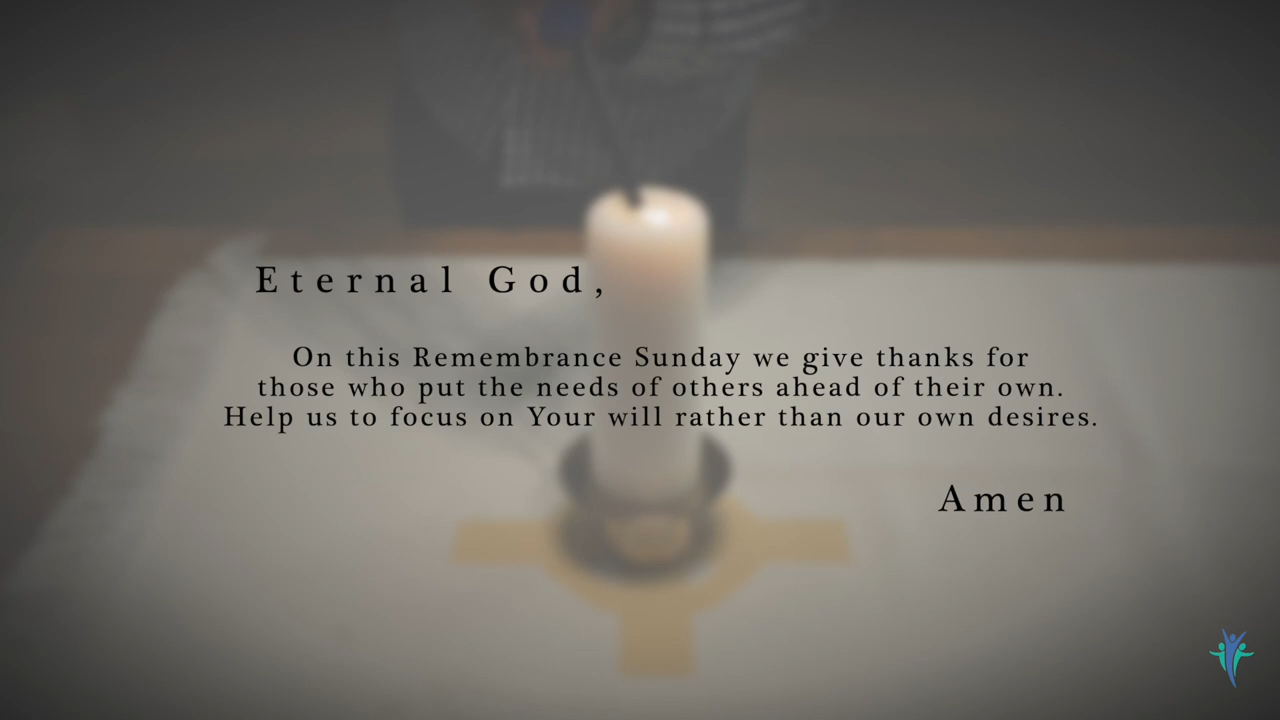 Eternal God,
On this Remembrance Sunday we give thanks for
those who put the needs of others ahead of their own.
Help us to focus on Your will rather than our own desires.
Amen